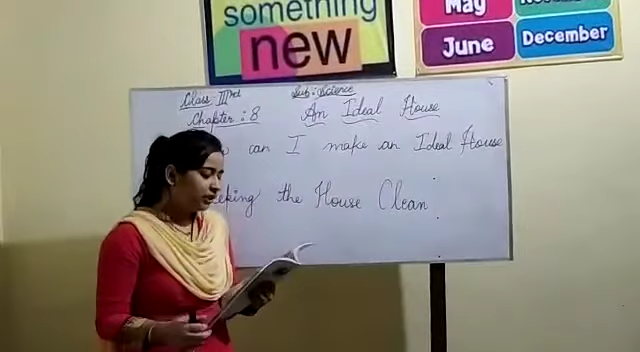 something
new
May
June
December
Class-IIIrd Sub: Science
Chapter: 8 An Ideal House
can I make an Ideal House
the House Clean